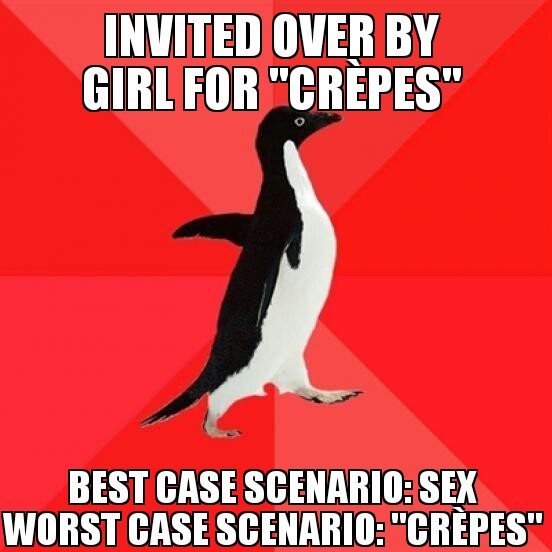 INVITED OVER BY
GIRL FOR "CRÈPES"
BEST CASE SCENARIO: SEX
WORST CASE SCENARIO: "CRÈPES"